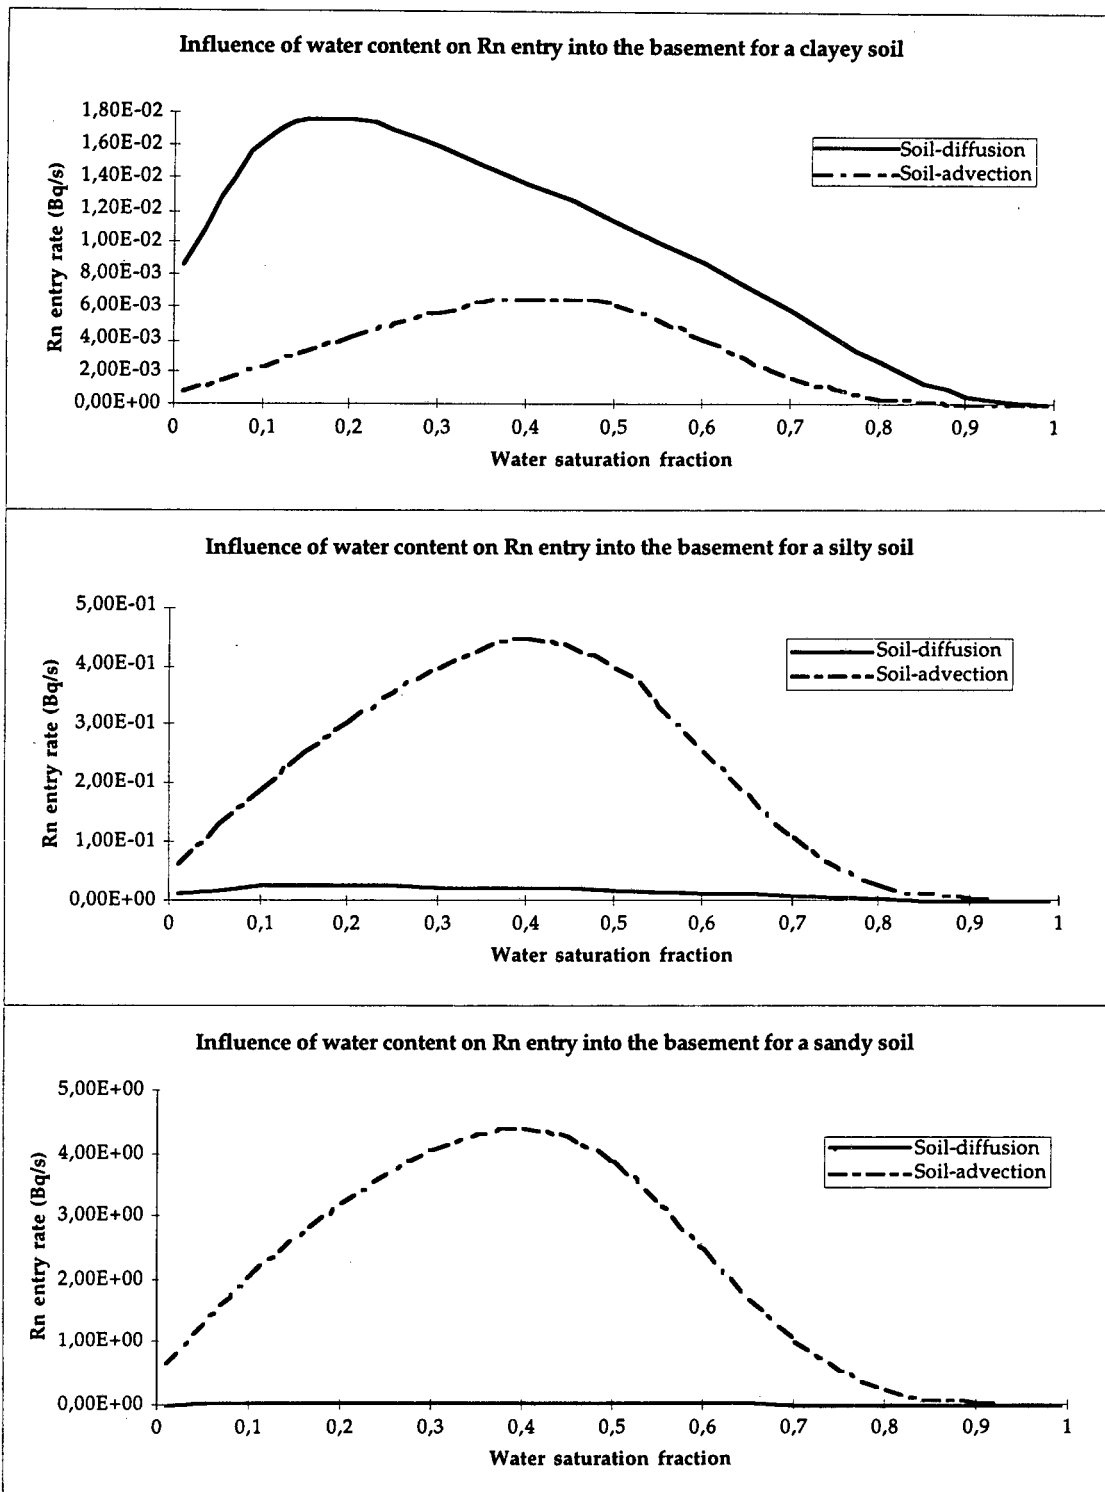 Influence of water content on Rn entry into the basement for a clayey soil
1,80E-02
1,60E-02
1,40E-02
1,20E-02
1,00E-02
8,00E-03
6,00E-03
4,00E-03
2,00E-03
0,00E+00
Rn entry rate (Bq/s)
Soil-diffusion
Soil-advection
0 0,1 0,2 0,3 0,4 0,5 0,6 0,7 0,8 0,9 1
Water saturation fraction
Influence of water content on Rn entry into the basement for a silty soil
5,00E-01
4,00E-01
3,00E-01
2,00E-01
1,00E-01
0,00E+00
Rn entry rate (Bq/s)
Soil-diffusion
Soil-advection
0 0,1 0,2 0,3 0,4 0,5 0,6 0,7 0,8 0,9 1
Water saturation fraction
Influence of water content on Rn entry into the basement for a sandy soil
5,00E+00
4,00E+00
3,00E+00
2,00E+00
1,00E+00
0,00E+00
Rn entry rate (Bq/s)
Soil-diffusion
Soil-advection
0 0,1 0,2 0,3 0,4 0,5 0,6 0,7 0,8 0,9 1
Water saturation fraction